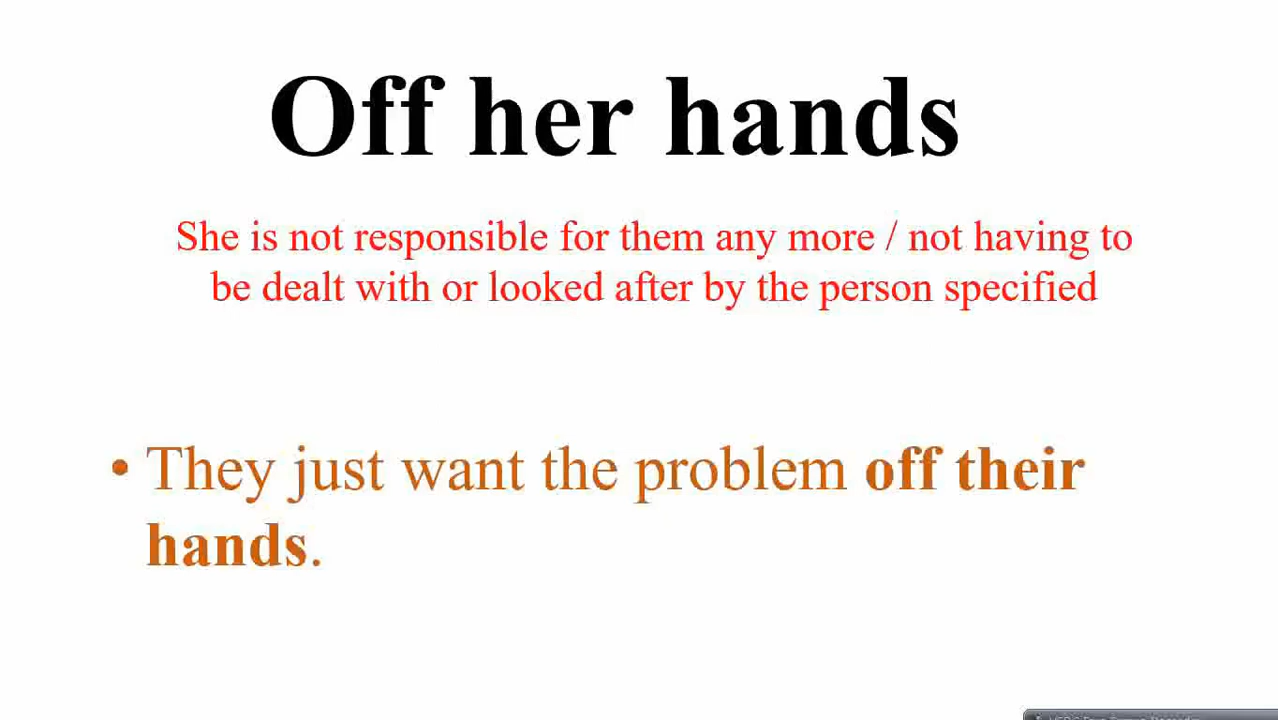 Off her hands
She is not responsible for them any more / not having to
be dealt with or looked after by the person specified
• They just want the problem off their
hands.